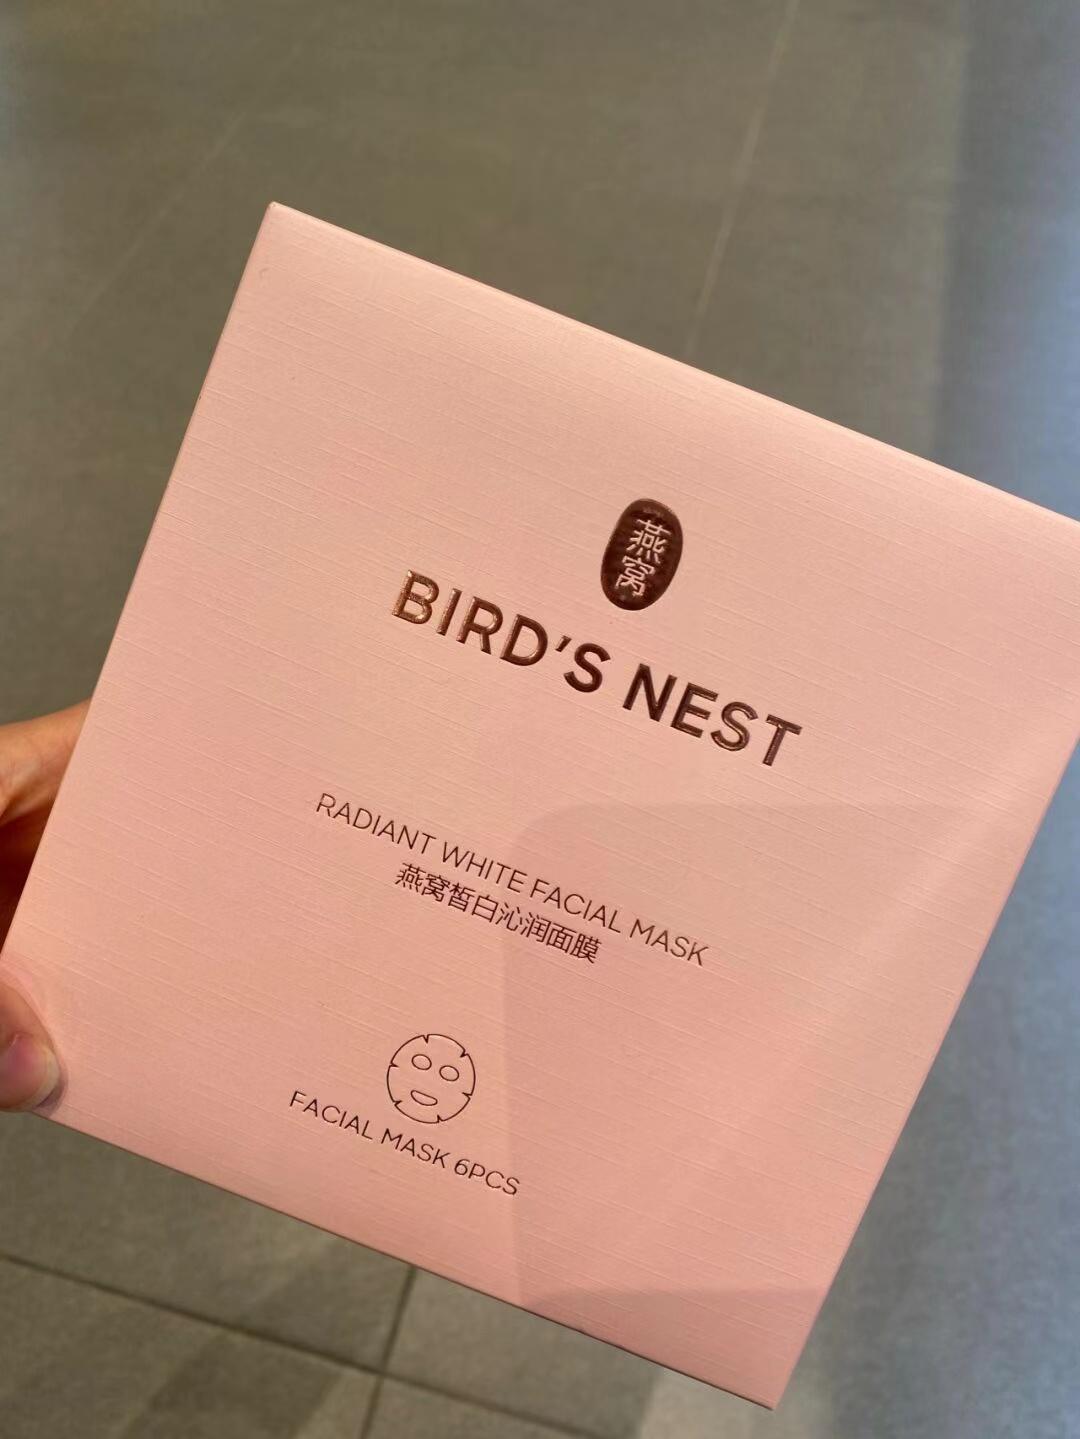 燕窝
BIRD'S NEST
RADIANT WHITE FACIAL MASK
燕窝皙白沁润面膜
FACIAL MASK 6PCS